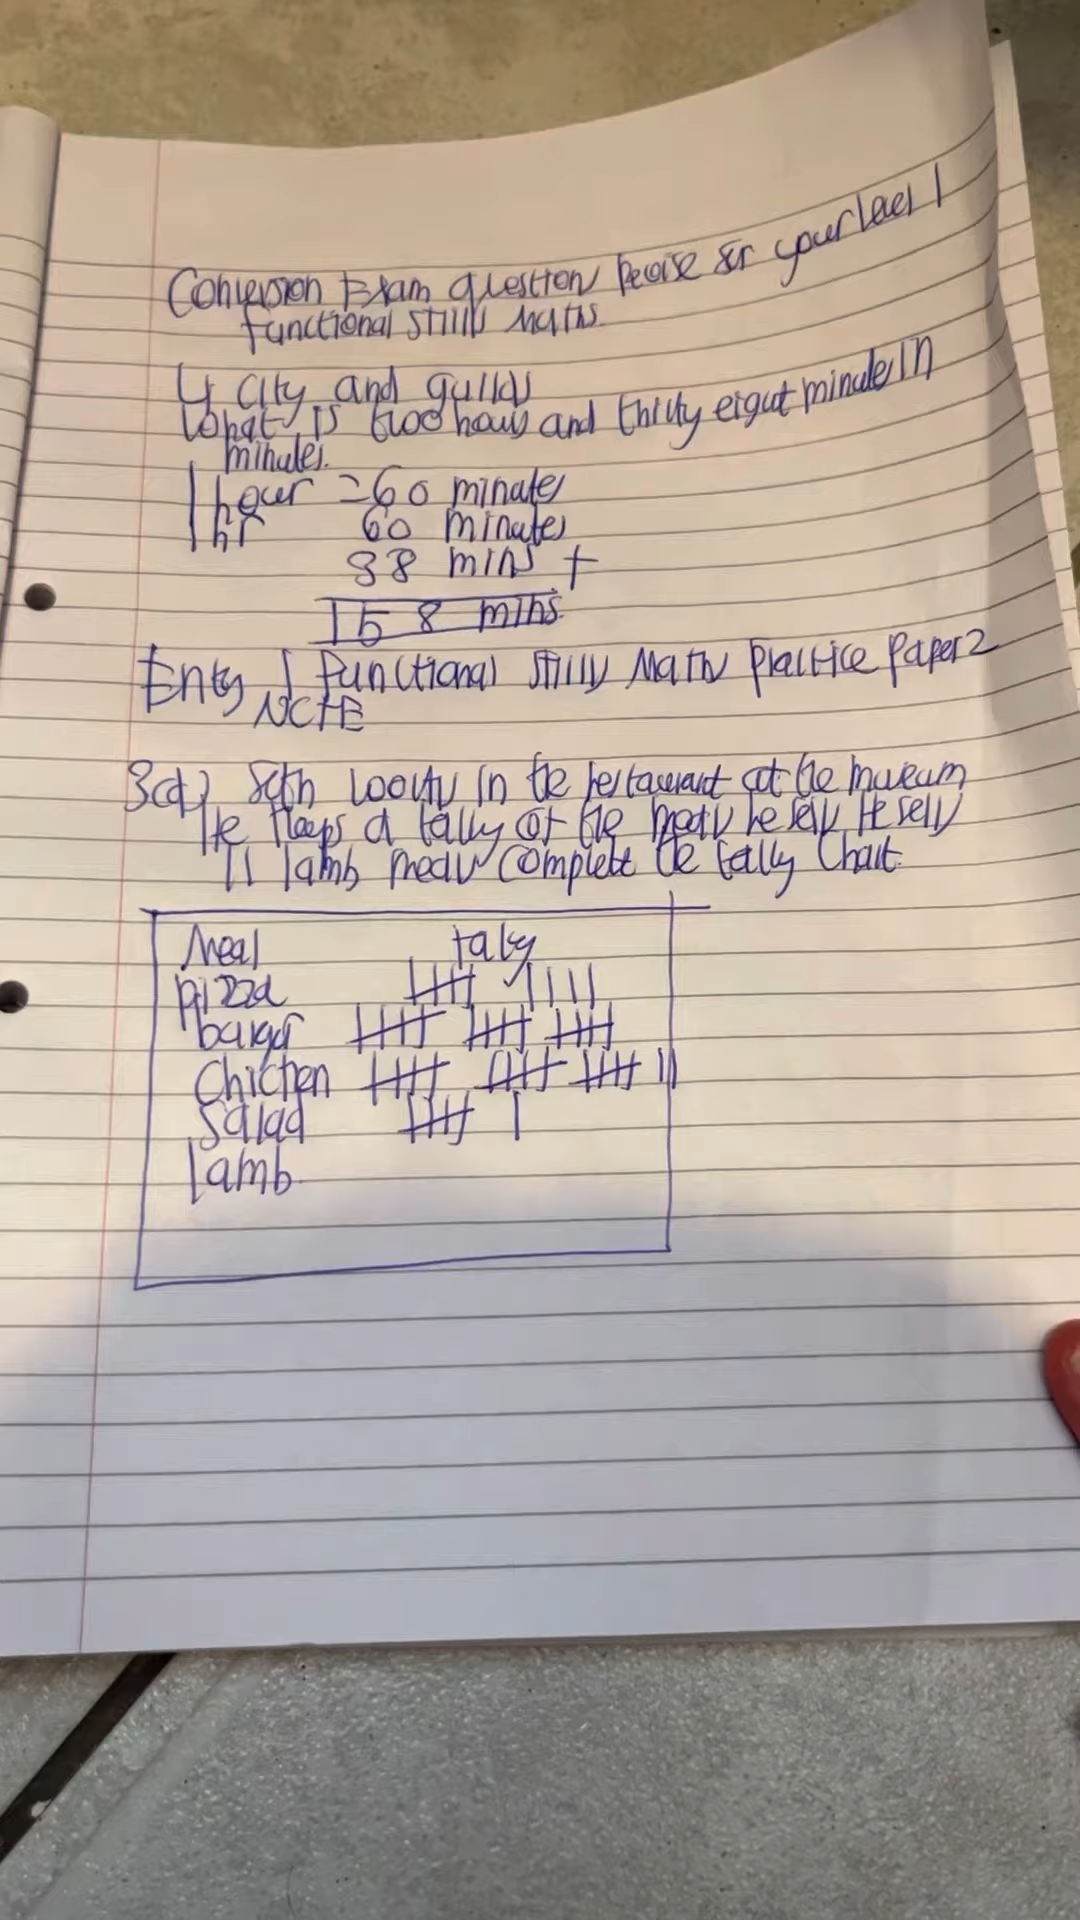 Conversion Exam question Revise for your level 1
functional skills Maths.
4 City and guilds
What is two hours and thirty eight minutes in
minutes.
1 hour = 60 minutes
1 hr 60 minutes
38 mins +
158 mins
Entry 1 functional skills Maths practice paper 2
NCFE
3(d) Seth works in the restaurant at the museum
He keeps a tally of the meals he sells He sells
11 lamb meals Complete the tally Chart.
Meal tally
pizza
burger
Chicken
Salad
lamb